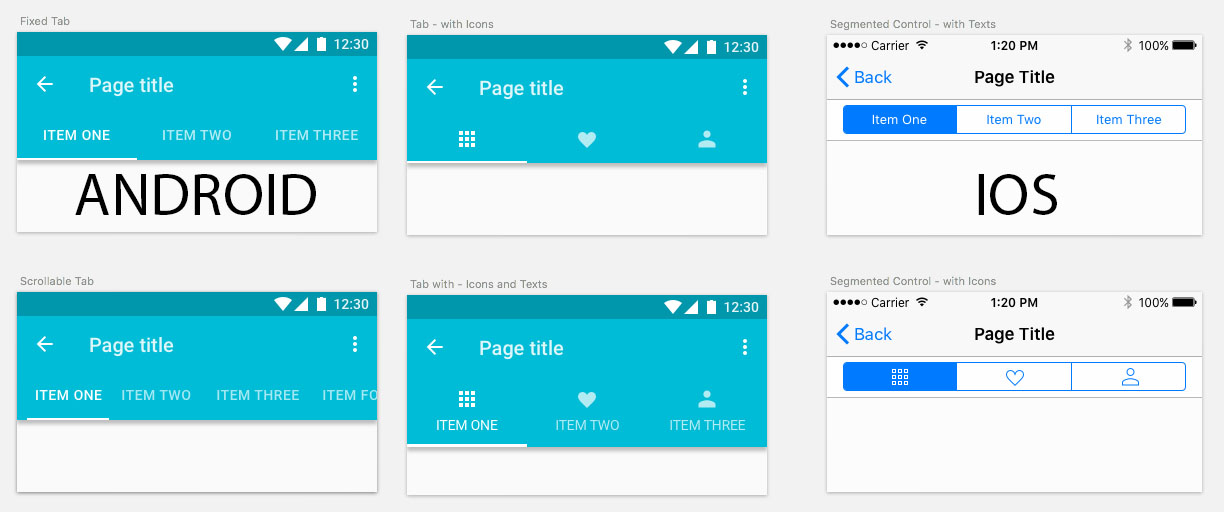 Fixed Tab
12:30
Page title
ITEM ONE ITEM TWO ITEM THREE
ANDROID
Tab - with Icons
12:30
Page title
Segmented Control - with Texts
Carrier 1:20 PM 100%
Back Page Title
Item One Item Two Item Three
IOS
Scrollable Tab
12:30
Page title
ITEM ONE ITEM TWO ITEM THREE ITEM FO
Tab with - Icons and Texts
12:30
Page title
ITEM ONE ITEM TWO ITEM THREE
Segmented Control - with Icons
Carrier 1:20 PM 100%
Back Page Title